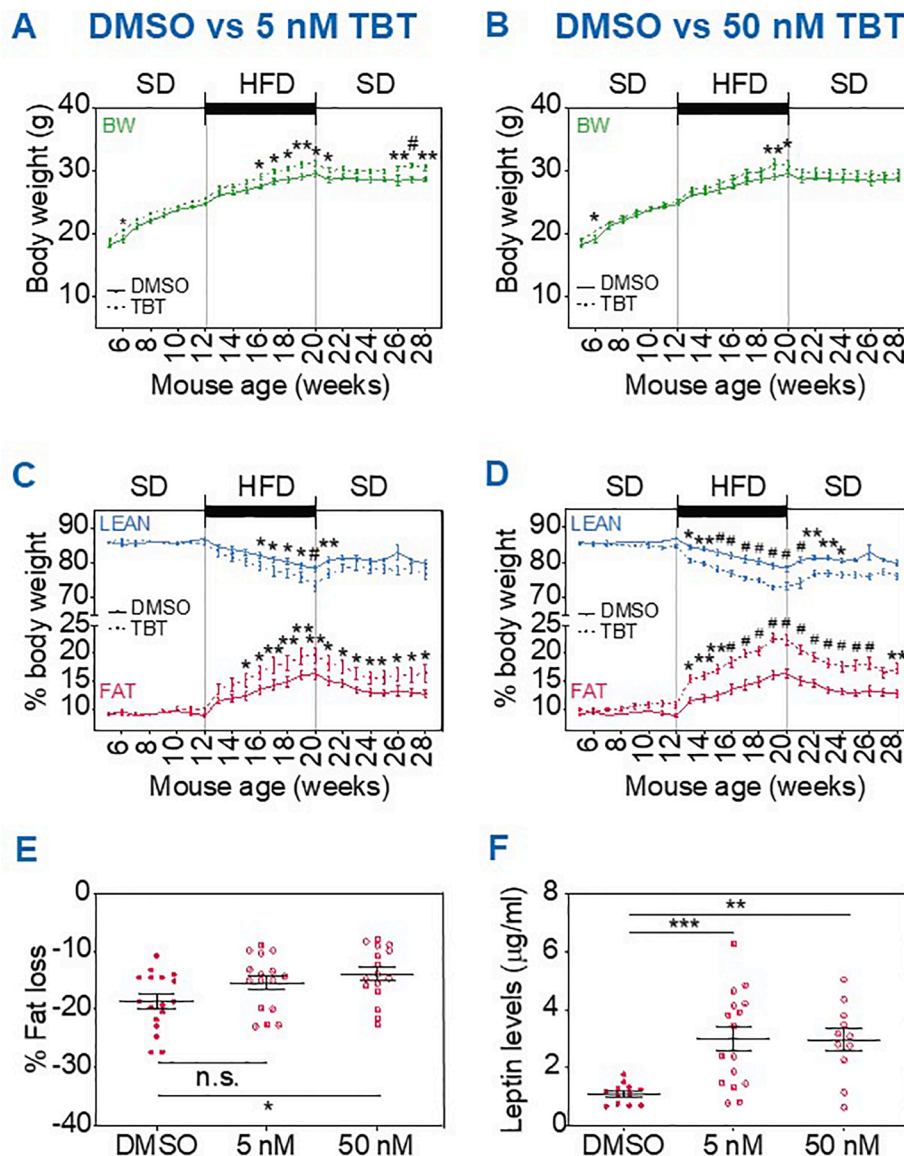 A DMSO vs 5 nM TBT
SD HFD SD
BW
Body weight (g)
40
30
20
10
* * * * ** * * ** # **
DMSO
TBT
6 8 10 12 14 16 18 20 22 24 26 28
Mouse age (weeks)
B DMSO vs 50 nM TBT
SD HFD SD
BW
Body weight (g)
40
30
20
10
* ** *
DMSO
TBT
6 8 10 12 14 16 18 20 22 24 26 28
Mouse age (weeks)
C
SD HFD SD
LEAN
% body weight
90
80
70
25
20
15
10
* * * * # **
DMSO
TBT
FAT
6 8 10 12 14 16 18 20 22 24 26 28
Mouse age (weeks)
D
SD HFD SD
LEAN
% body weight
90
80
70
25
20
15
10
DMSO
TBT
FAT
6 8 10 12 14 16 18 20 22 24 26 28
Mouse age (weeks)
E
% Fat loss
0
-10
-20
-30
-40
n.s.
*
DMSO 5 nM 50 nM
F
Leptin levels (μg/ml)
8
6
4
2
0
**
***
DMSO 5 nM 50 nM